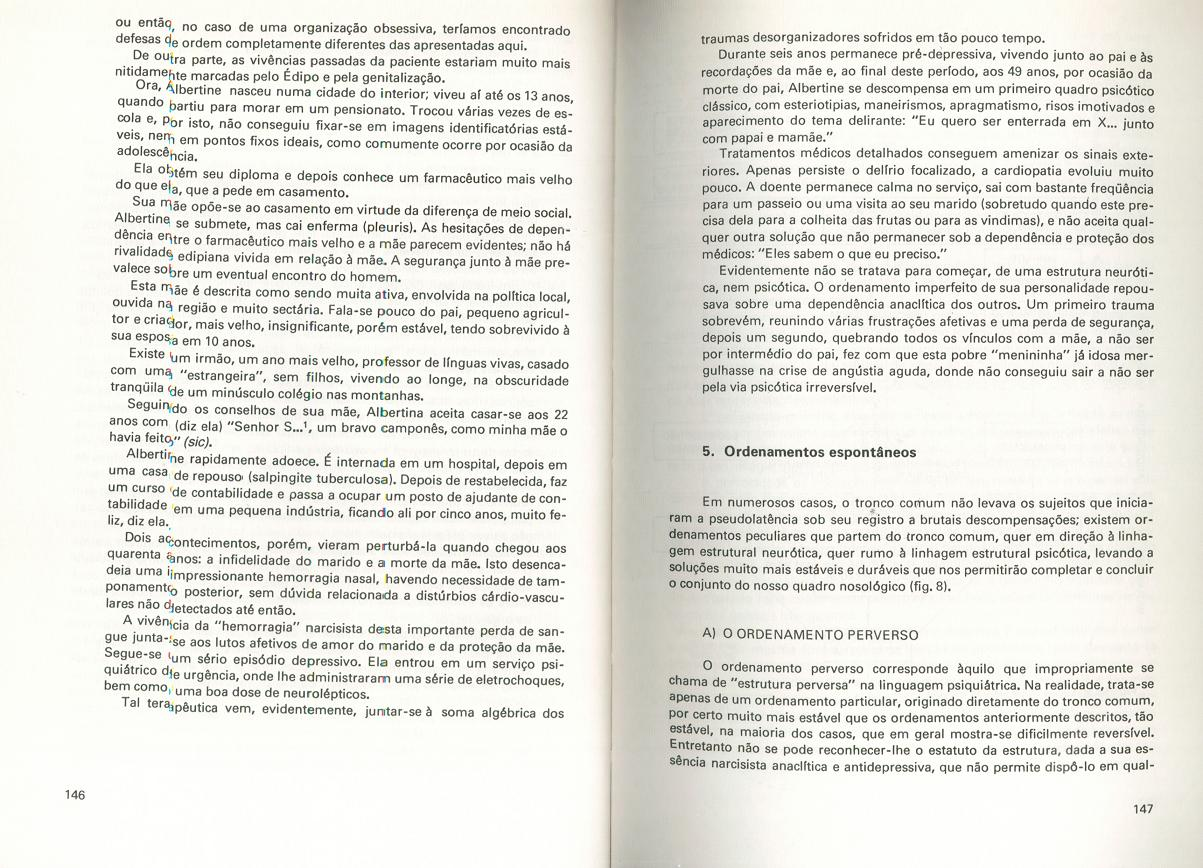 ou então, no caso de uma organização obsessiva, teríamos encontrado
defesas de ordem completamente diferentes das apresentadas aqui.
De outra parte, as vivências passadas da paciente estariam muito mais
nitidamente marcadas pelo Édipo e pela genitalização.
Ora, Albertine nasceu numa cidade do interior; viveu aí até os 13 anos,
quando partiu para morar em um pensionato. Trocou várias vezes de es-
cola e, por isto, não conseguiu fixar-se em imagens identificatórias está-
veis, nem em pontos fixos ideais, como comumente ocorre por ocasião da
adolescência.
Ela obtém seu diploma e depois conhece um farmacêutico mais velho
do que ela, que a pede em casamento.
Sua mãe opõe-se ao casamento em virtude da diferença de meio social.
Albertine se submete, mas cai enferma (pleuris). As hesitações de depen-
dência entre o farmacêutico mais velho e a mãe parecem evidentes; não há
rivalidade edipiana vivida em relação à mãe. A segurança junto à mãe pre-
valece sobre um eventual encontro do homem.
Esta mãe é descrita como sendo muita ativa, envolvida na política local,
ouvida na região e muito sectária. Fala-se pouco do pai, pequeno agricul-
tor e criador, mais velho, insignificante, porém estável, tendo sobrevivido à
sua esposa em 10 anos.
Existe um irmão, um ano mais velho, professor de línguas vivas, casado
com uma "estrangeira", sem filhos, vivendo ao longe, na obscuridade
tranqüila de um minúsculo colégio nas montanhas.
Seguindo os conselhos de sua mãe, Albertina aceita casar-se aos 22
anos com (diz ela) "Senhor S...¹, um bravo camponês, como minha mãe o
havia feito," (sic).
Albertine rapidamente adoece. É internada em um hospital, depois em
uma casa de repouso (salpingite tuberculosa). Depois de restabelecida, faz
um curso de contabilidade e passa a ocupar um posto de ajudante de con-
tabilidade em uma pequena indústria, ficando ali por cinco anos, muito fe-
liz, diz ela.
Dois acontecimentos, porém, vieram perturbá-la quando chegou aos
quarenta anos: a infidelidade do marido e a morte da mãe. Isto desenca-
deia uma impressionante hemorragia nasal, havendo necessidade de tam-
ponamento posterior, sem dúvida relacionada a distúrbios cárdio-vascu-
lares não detectados até então.
A vivência da "hemorragia" narcisista desta importante perda de san-
gue junta-se aos lutos afetivos de amor do marido e da proteção da mãe.
Segue-se um sério episódio depressivo. Ela entrou em um serviço psi-
quiátrico de urgência, onde lhe administraram uma série de eletrochoques,
bem como uma boa dose de neurolépticos.
Tal terapêutica vem, evidentemente, juntar-se à soma algébrica dos
146
traumas desorganizadores sofridos em tão pouco tempo.
Durante seis anos permanece pré-depressiva, vivendo junto ao pai e às
recordações da mãe e, ao final deste período, aos 49 anos, por ocasião da
morte do pai, Albertine se descompensa em um primeiro quadro psicótico
clássico, com esteriotipias, maneirismos, apragmatismo, risos imotivados e
aparecimento do tema delirante: "Eu quero ser enterrada em X... junto
com papai e mamãe."
Tratamentos médicos detalhados conseguem amenizar os sinais exte-
riores. Apenas persiste o delírio focalizado, a cardiopatia evoluiu muito
pouco. A doente permanece calma no serviço, sai com bastante freqüência
para um passeio ou uma visita ao seu marido (sobretudo quando este pre-
cisa dela para a colheita das frutas ou para as vindimas), e não aceita qual-
quer outra solução que não permanecer sob a dependência e proteção dos
médicos: "Eles sabem o que eu preciso."
Evidentemente não se tratava para começar, de uma estrutura neuróti-
ca, nem psicótica. O ordenamento imperfeito de sua personalidade repou-
sava sobre uma dependência anaclítica dos outros. Um primeiro trauma
sobrevém, reunindo várias frustrações afetivas e uma perda de segurança,
depois um segundo, quebrando todos os vínculos com a mãe, a não ser
por intermédio do pai, fez com que esta pobre "menininha" já idosa mer-
gulhasse na crise de angústia aguda, donde não conseguiu sair a não ser
pela via psicótica irreversível.
5. Ordenamentos espontâneos
Em numerosos casos, o tronco comum não levava os sujeitos que inicia-
ram a pseudolatência sob seu registro a brutais descompensações; existem or-
denamentos peculiares que partem do tronco comum, quer em direção à linha-
gem estrutural neurótica, quer rumo à linhagem estrutural psicótica, levando a
soluções muito mais estáveis e duráveis que nos permitirão completar e concluir
o conjunto do nosso quadro nosológico (fig. 8).
A) O ORDENAMENTO PERVERSO
O ordenamento perverso corresponde àquilo que impropriamente se
chama de "estrutura perversa" na linguagem psiquiátrica. Na realidade, trata-se
apenas de um ordenamento particular, originado diretamente do tronco comum,
por certo muito mais estável que os ordenamentos anteriormente descritos, tão
estável, na maioria dos casos, que em geral mostra-se dificilmente reversível.
Entretanto não se pode reconhecer-lhe o estatuto da estrutura, dada a sua es-
sência narcisista anaclítica e antidepressiva, que não permite dispô-lo em qual-
147